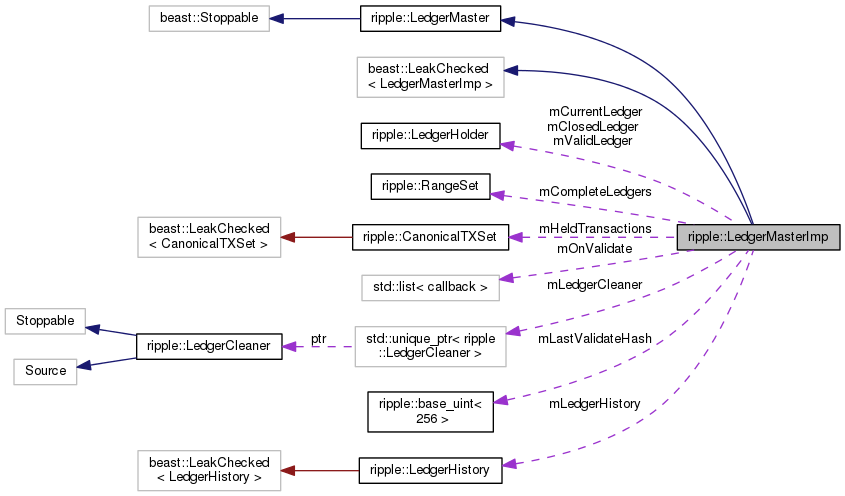 beast::Stoppable
ripple::LedgerMaster
beast::LeakChecked
< LedgerMasterImp >
mCurrentLedger
mClosedLedger
mValidLedger
ripple::LedgerHolder
ripple::RangeSet
mCompleteLedgers
beast::LeakChecked
< CanonicalTXSet >
ripple::CanonicalTXSet
mHeldTransactions
ripple::LedgerMasterImp
mOnValidate
std::list< callback >
mLedgerCleaner
Stoppable
ripple::LedgerCleaner
ptr
std::unique_ptr< ripple
::LedgerCleaner >
mLastValidateHash
Source
ripple::base_uint<
256 >
mLedgerHistory
beast::LeakChecked
< LedgerHistory >
ripple::LedgerHistory